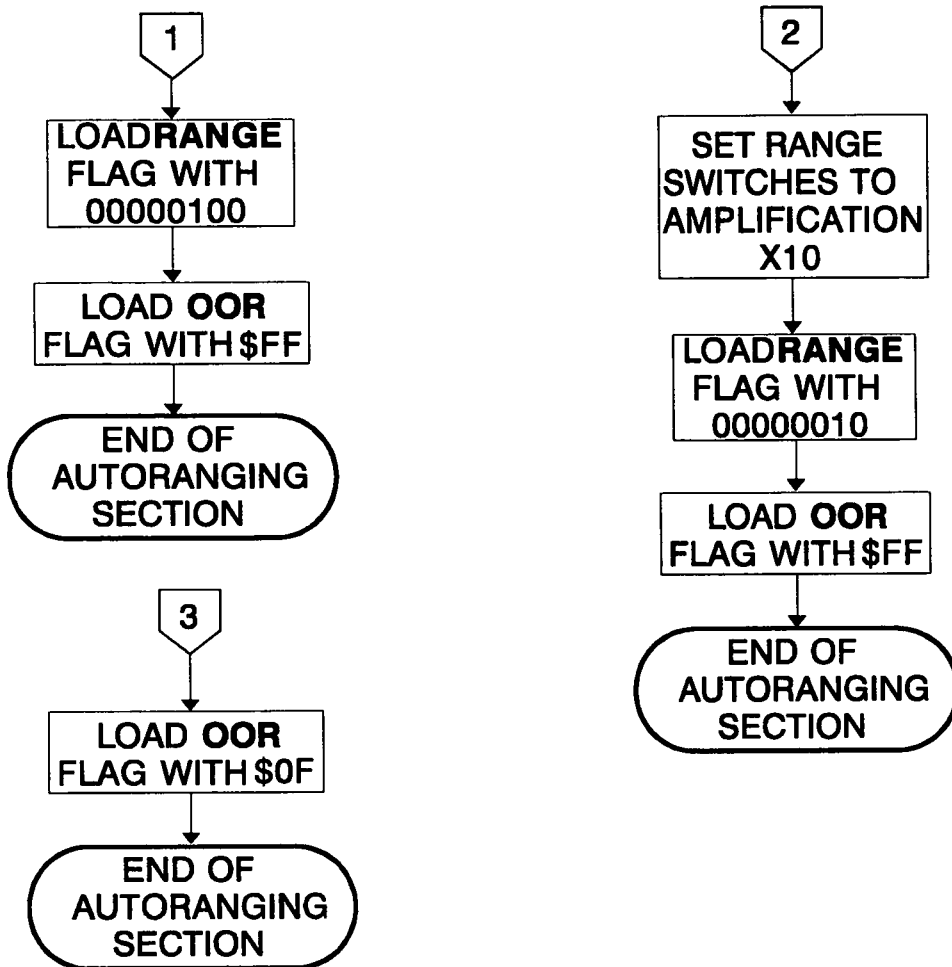 1
LOADRANGE
FLAG WITH
00000100
LOAD OOR
FLAG WITH $FF
END OF
AUTORANGING
SECTION
2
SET RANGE
SWITCHES TO
AMPLIFICATION
X10
LOADRANGE
FLAG WITH
00000010
LOAD OOR
FLAG WITH $FF
END OF
AUTORANGING
SECTION
3
LOAD OOR
FLAG WITH $0F
END OF
AUTORANGING
SECTION